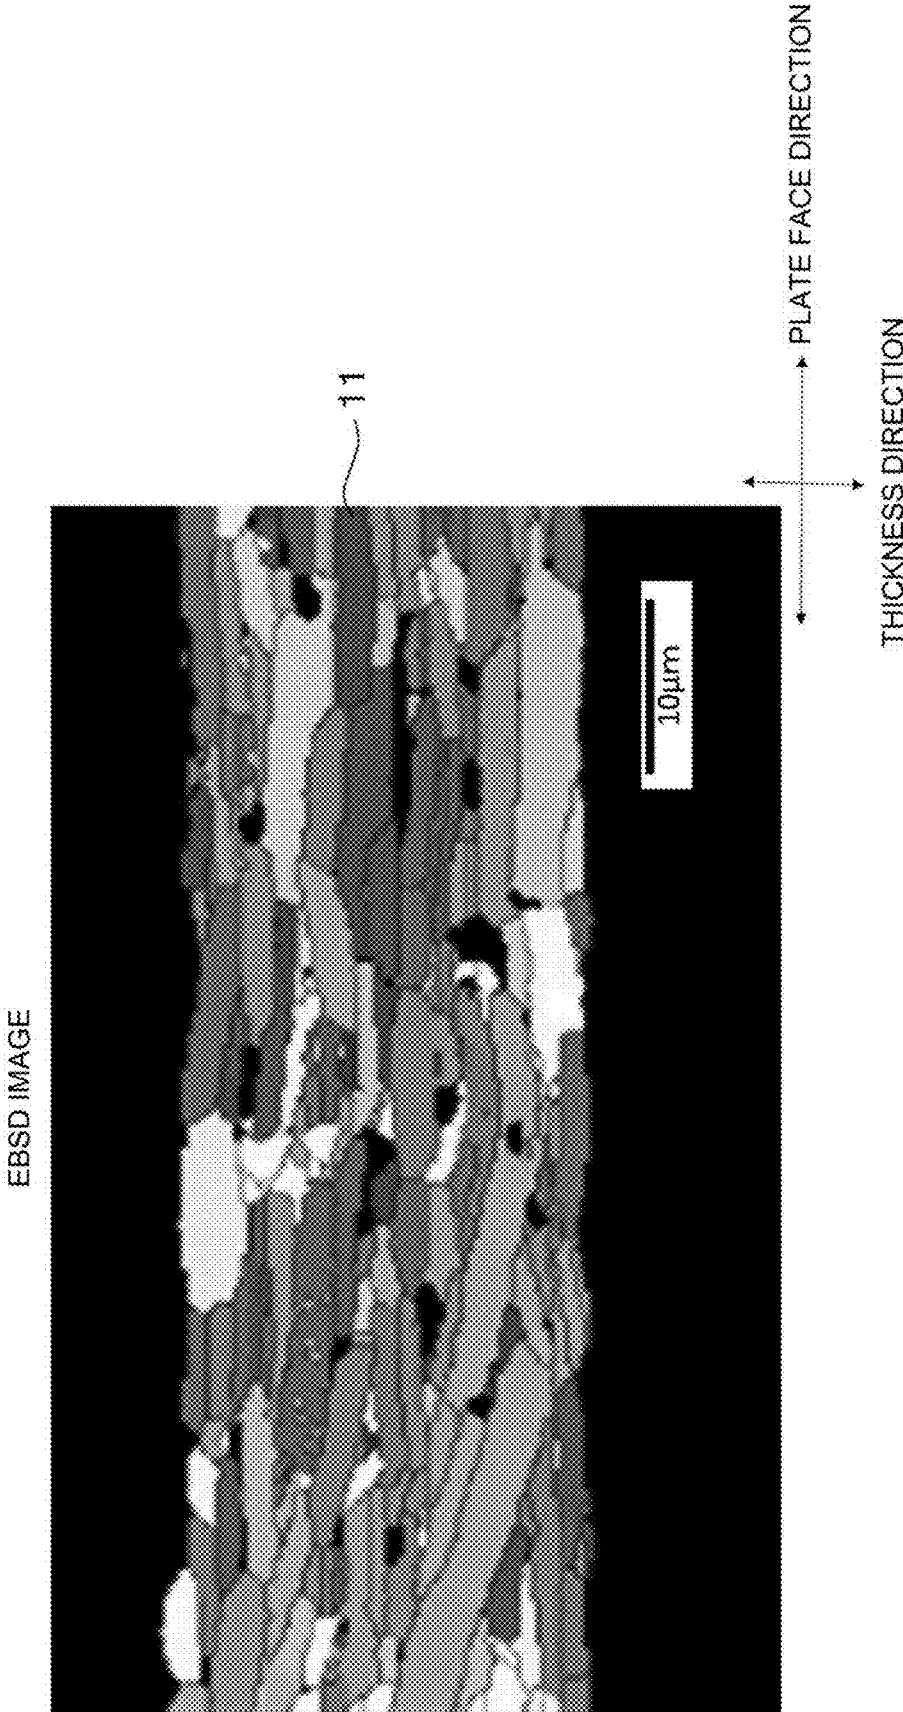 EBSD IMAGE
11
10μm
PLATE FACE DIRECTION
THICKNESS DIRECTION